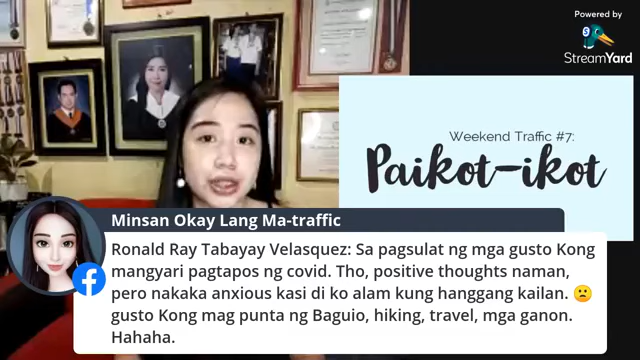 Powered by
StreamYard
Weekend Traffic #7:
Paikot-ikot
Minsan Okay Lang Ma-traffic
Ronald Ray Tabayay Velasquez: Sa pagsulat ng mga gusto Kong
mangyari pagtapos ng covid. Tho, positive thoughts naman,
pero nakaka anxious kasi di ko alam kung hanggang kailan. 🙁
gusto Kong mag punta ng Baguio, hiking, travel, mga ganon.
Hahaha.